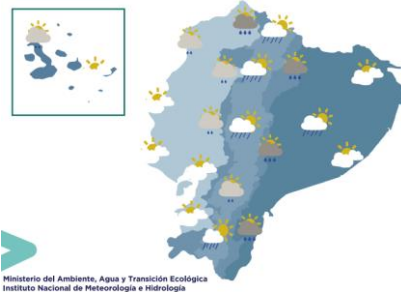 Ministerio del Ambiente, Agua y Transición Ecológica
Instituto Nacional de Meteorología e Hidrología